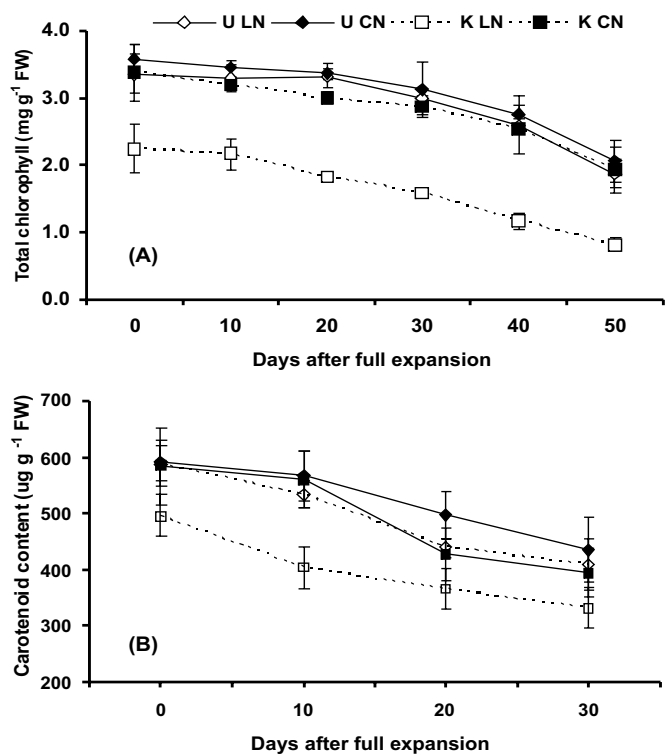 U LN U CN K LN K CN
4.0
3.0
2.0
1.0
0.0
Total chlorophyll (mg g-1 FW)
(A)
0 10 20 30 40 50
Days after full expansion
700
600
500
400
300
200
Carotenoid content (ug g -1 FW)
(B)
0 10 20 30
Days after full expansion